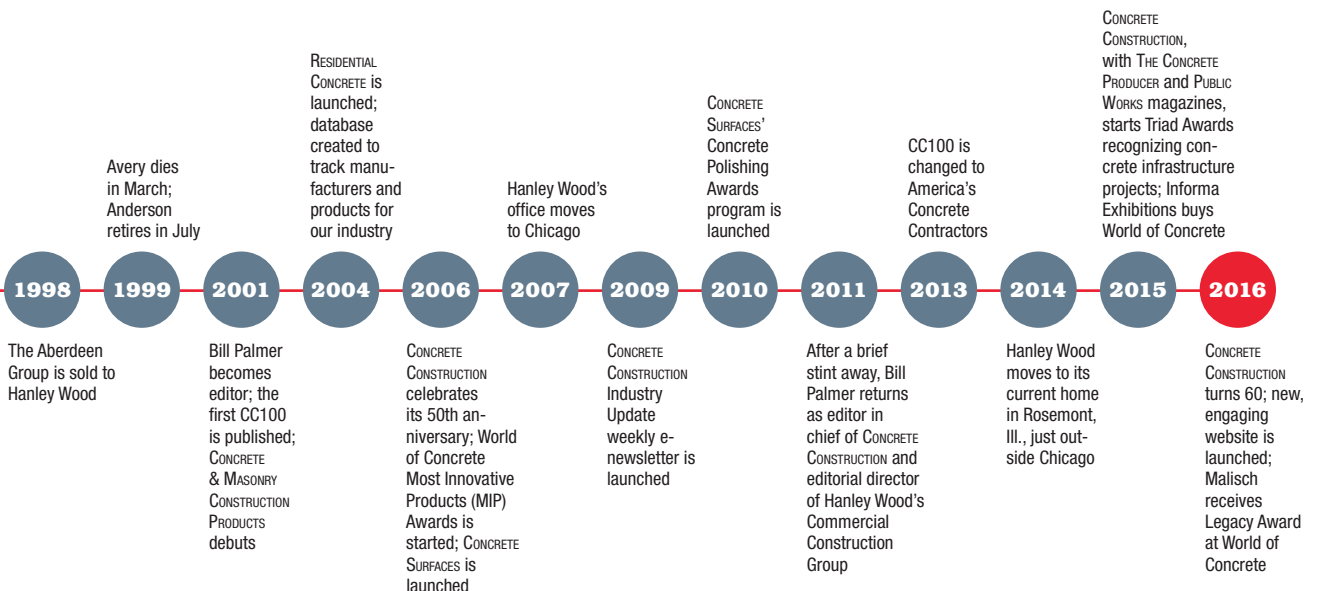 1998
The Aberdeen
Group is sold to
Hanley Wood
1999
Avery dies
in March;
Anderson
retires in July
2001
Bill Palmer
becomes
editor; the
first CC100
is published;
CONCRETE
& MASONRY
CONSTRUCTION
PRODUCTS
debuts
2004
RESIDENTIAL
CONCRETE is
launched;
database
created to
track manu-
facturers and
products for
our industry
2006
CONCRETE
CONSTRUCTION
celebrates
its 50th an-
niversary; World
of Concrete
Most Innovative
Products (MIP)
Awards is
started; CONCRETE
SURFACES is
launched
2007
Hanley Wood’s
office moves
to Chicago
2009
CONCRETE
CONSTRUCTION
Industry
Update
weekly e-
newsletter is
launched
2010
CONCRETE
SURFACES’
Concrete
Polishing
Awards
program is
launched
2011
After a brief
stint away, Bill
Palmer returns
as editor in
chief of CONCRETE
CONSTRUCTION and
editorial director
of Hanley Wood’s
Commercial
Construction
Group
2013
CC100 is
changed to
America’s
Concrete
Contractors
2014
Hanley Wood
moves to its
current home
in Rosemont,
Ill., just out-
side Chicago
2015
CONCRETE
CONSTRUCTION,
with THE CONCRETE
PRODUCER and PUBLIC
WORKS magazines,
starts Triad Awards
recognizing con-
crete infrastructure
projects; Informa
Exhibitions buys
World of Concrete
2016
CONCRETE
CONSTRUCTION
turns 60; new,
engaging
website is
launched;
Malisch
receives
Legacy Award
at World of
Concrete